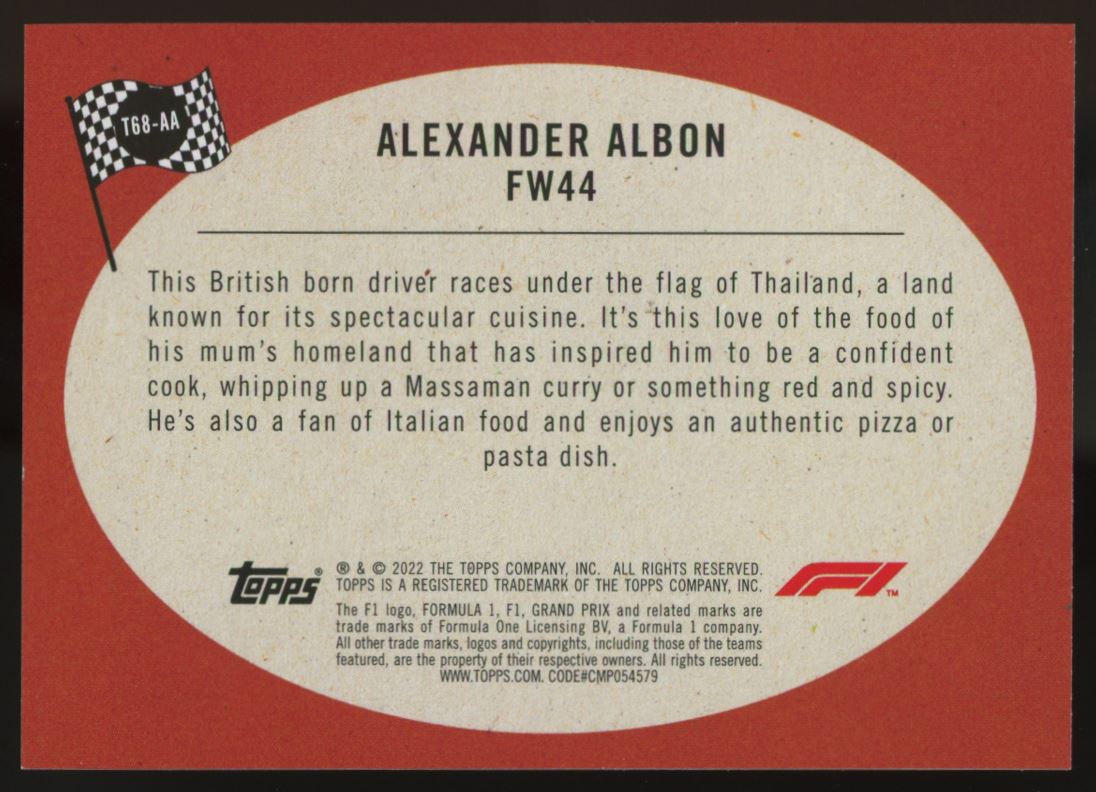 T68-AA
ALEXANDER ALBON
FW44
This British born driver races under the flag of Thailand, a land
known for its spectacular cuisine. It's this love of the food of
his mum's homeland that has inspired him to be a confident
cook, whipping up a Massaman curry or something red and spicy.
He's also a fan of Italian food and enjoys an authentic pizza or
pasta dish.
topps®
® & © 2022 THE TOPPS COMPANY, INC. ALL RIGHTS RESERVED.
TOPPS IS A REGISTERED TRADEMARK OF THE TOPPS COMPANY, INC.
F1™
The F1 logo, FORMULA 1, F1, GRAND PRIX and related marks are
trade marks of Formula One Licensing BV, a Formula 1 company.
All other trade marks, logos and copyrights, including those of the teams
featured, are the property of their respective owners. All rights reserved.
WWW.TOPPS.COM. CODE#CMP054579